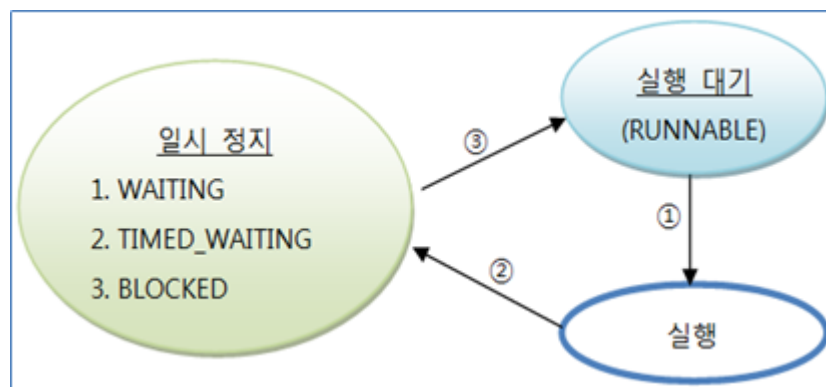 일시 정지
1. WAITING
2. TIMED_WAITING
3. BLOCKED
③
실행 대기
(RUNNABLE)
①
②
실행